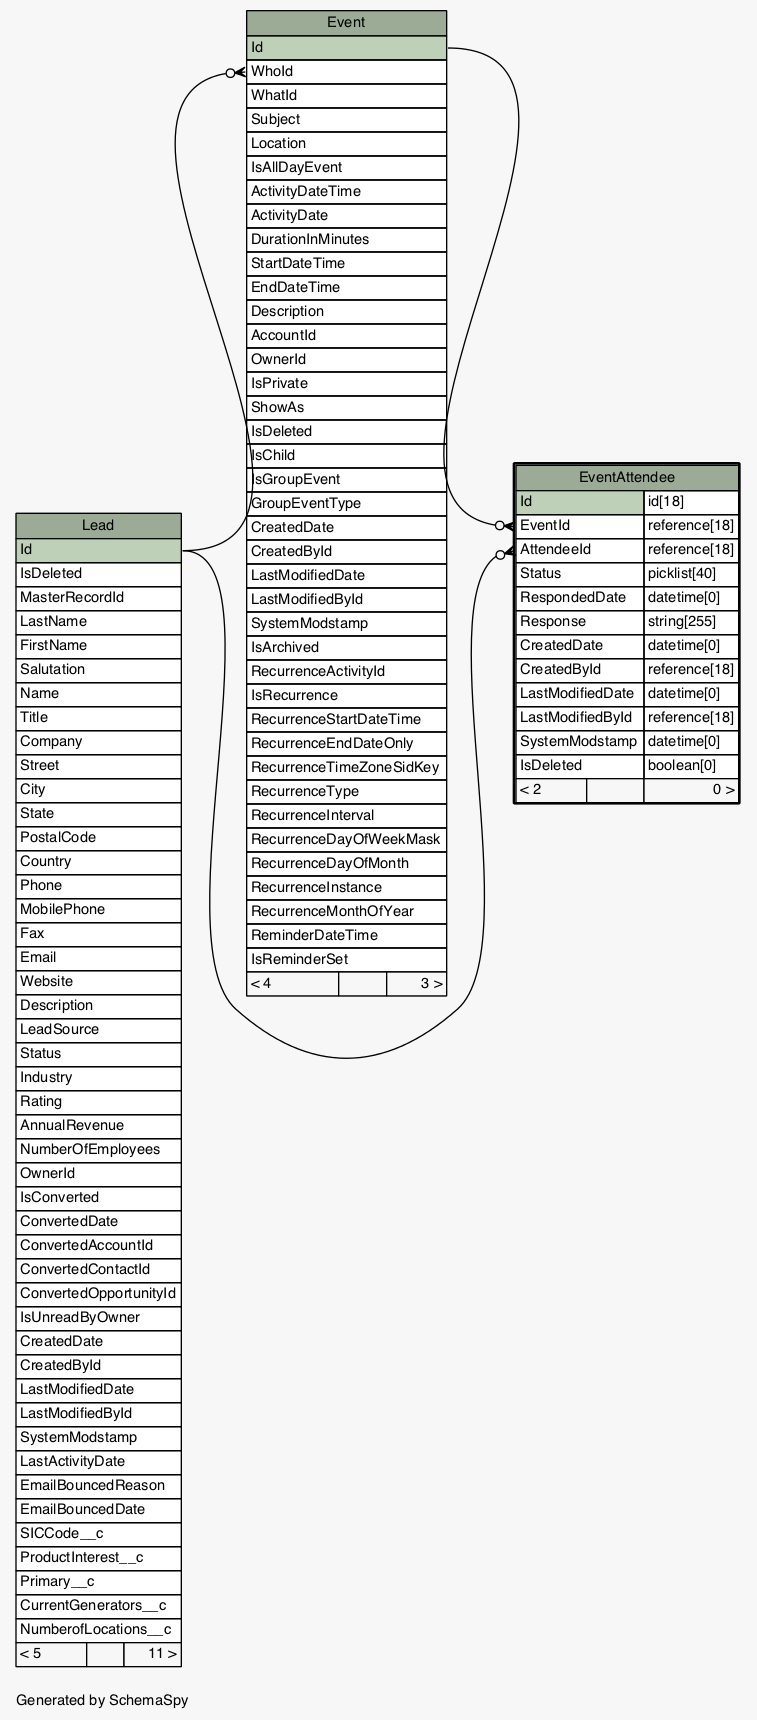 Event
Id
WhoId
WhatId
Subject
Location
IsAllDayEvent
ActivityDateTime
ActivityDate
DurationInMinutes
StartDateTime
EndDateTime
Description
AccountId
OwnerId
IsPrivate
ShowAs
IsDeleted
IsChild
IsGroupEvent
GroupEventType
CreatedDate
CreatedById
LastModifiedDate
LastModifiedById
SystemModstamp
IsArchived
RecurrenceActivityId
IsRecurrence
RecurrenceStartDateTime
RecurrenceEndDateOnly
RecurrenceTimeZoneSidKey
RecurrenceType
RecurrenceInterval
RecurrenceDayOfWeekMask
RecurrenceDayOfMonth
RecurrenceInstance
RecurrenceMonthOfYear
ReminderDateTime
IsReminderSet
< 4 3 >
EventAttendee
Id id[18]
EventId reference[18]
AttendeeId reference[18]
Status picklist[40]
RespondedDate datetime[0]
Response string[255]
CreatedDate datetime[0]
CreatedById reference[18]
LastModifiedDate datetime[0]
LastModifiedById reference[18]
SystemModstamp datetime[0]
IsDeleted boolean[0]
< 2 0 >
Lead
Id
IsDeleted
MasterRecordId
LastName
FirstName
Salutation
Name
Title
Company
Street
City
State
PostalCode
Country
Phone
MobilePhone
Fax
Email
Website
Description
LeadSource
Status
Industry
Rating
AnnualRevenue
NumberOfEmployees
OwnerId
IsConverted
ConvertedDate
ConvertedAccountId
ConvertedContactId
ConvertedOpportunityId
IsUnreadByOwner
CreatedDate
CreatedById
LastModifiedDate
LastModifiedById
SystemModstamp
LastActivityDate
EmailBouncedReason
EmailBouncedDate
SICCode__c
ProductInterest__c
Primary__c
CurrentGenerators__c
NumberofLocations__c
< 5 11 >
Generated by SchemaSpy